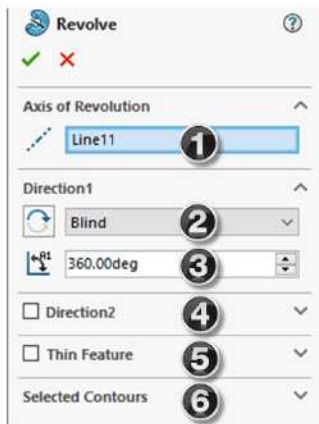 Revolve ?
Axis of Revolution
Line11 1
Direction1
Blind 2
R1 360.00deg 3
Direction2 4
Thin Feature 5
Selected Contours 6